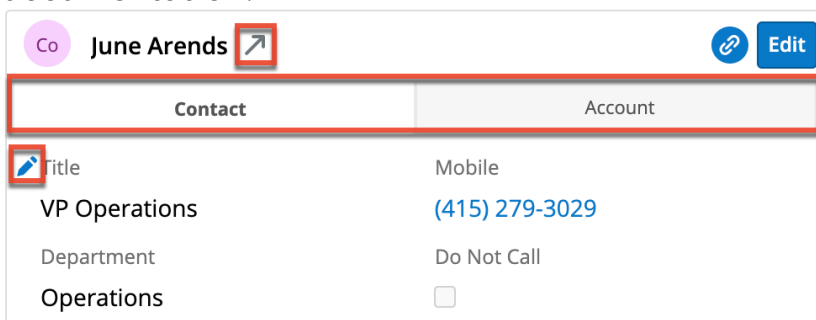 Co June Arends Edit
Contact Account
Title Mobile
VP Operations (415) 279-3029
Department Do Not Call
Operations